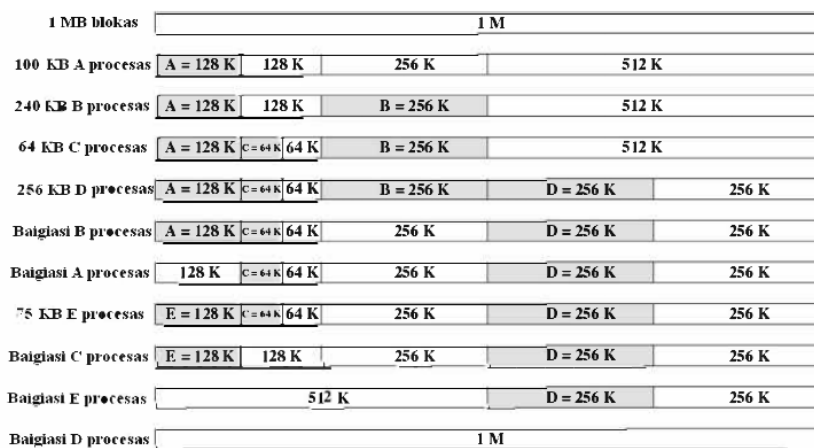 1 MB blokas 1 M
100 KB A procesas A = 128 K 128 K 256 K 512 K
240 KB B procesas A = 128 K 128 K B = 256 K 512 K
64 KB C procesas A = 128 K C = 64 K 64 K B = 256 K 512 K
256 KB D procesas A = 128 K C = 64 K 64 K B = 256 K D = 256 K 256 K
Baigiasi B procesas A = 128 K C = 64 K 64 K 256 K D = 256 K 256 K
Baigiasi A procesas 128 K C = 64 K 64 K 256 K D = 256 K 256 K
75 KB E procesas E = 128 K C = 64 K 64 K 256 K D = 256 K 256 K
Baigiasi C procesas E = 128 K 128 K 256 K D = 256 K 256 K
Baigiasi E procesas 512 K D = 256 K 256 K
Baigiasi D procesas 1 M